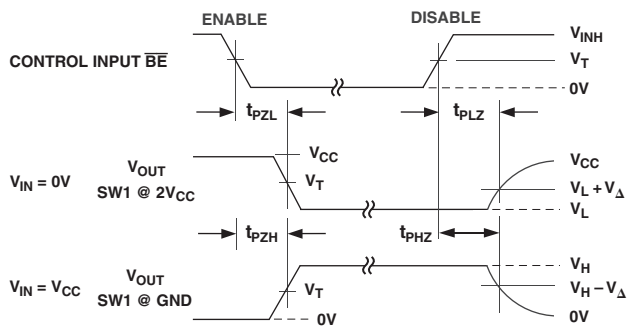 ENABLE DISABLE
CONTROL INPUT BE
V_INH
V_T
0V
t_PZL t_PLZ
V_IN = 0V V_OUT SW1 @ 2V_CC
V_CC
V_T
V_CC
V_L + V_Δ
V_L
t_PZH t_PHZ
V_IN = V_CC V_OUT SW1 @ GND
V_T
0V
V_H
V_H – V_Δ
0V